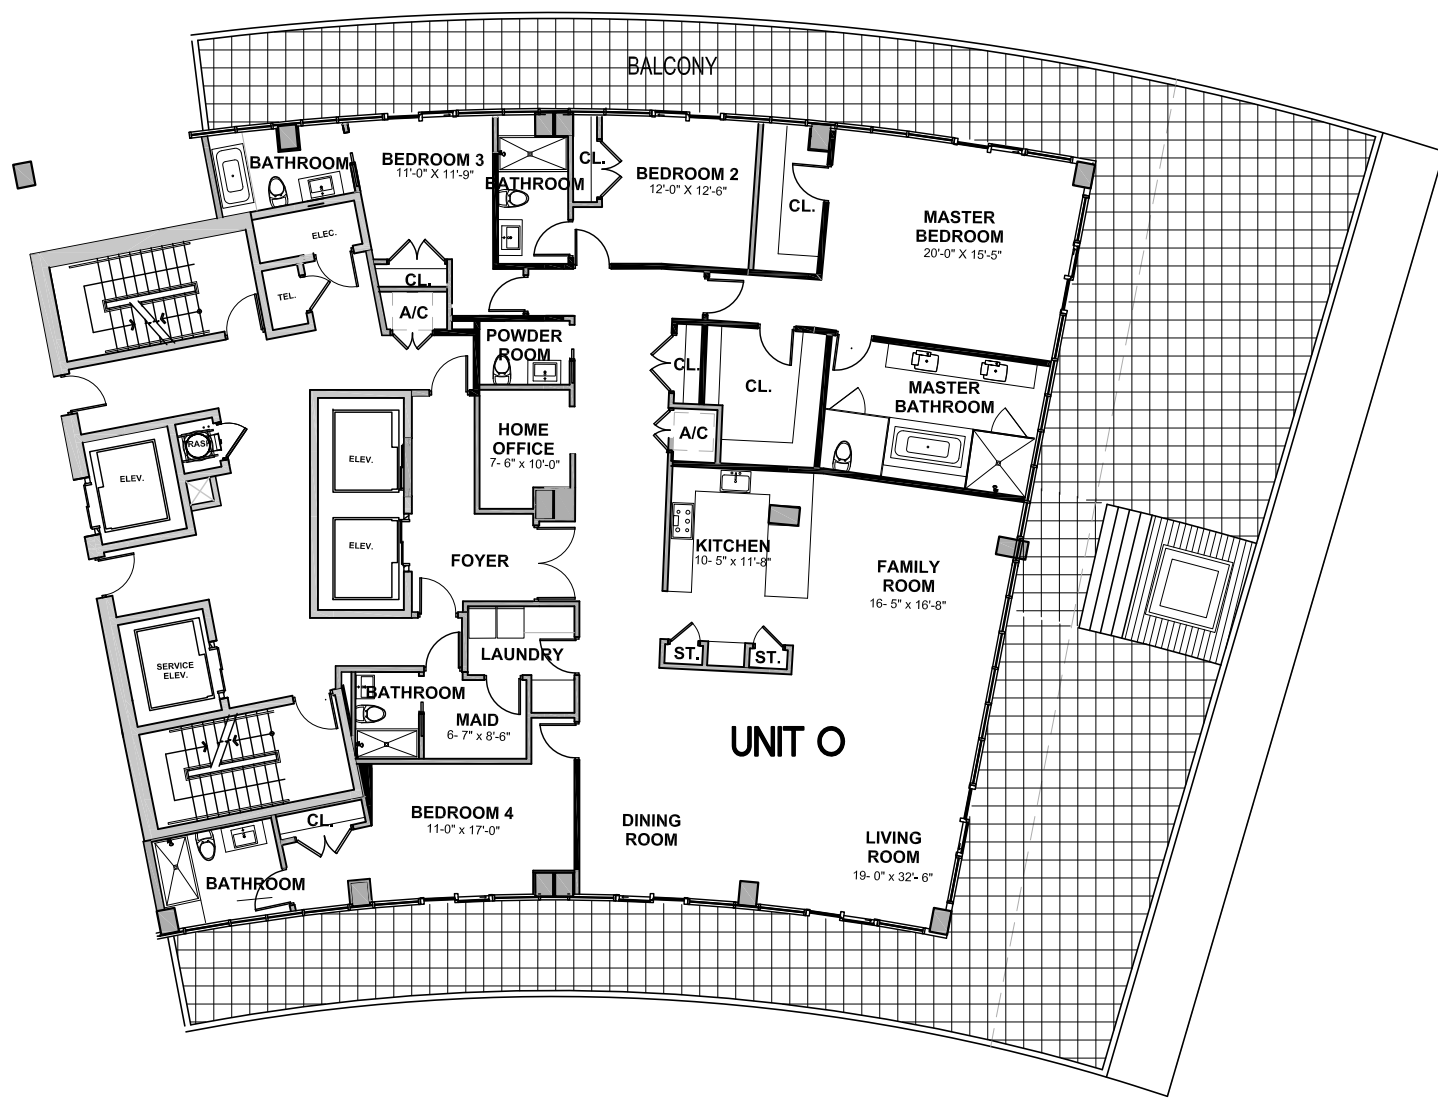 BALCONY
BATHROOM
BEDROOM 3
11'-0" X 11'-9"
BATHROOM
CL.
BEDROOM 2
12'-0" X 12'-6"
CL.
MASTER
BEDROOM
20'-0" X 15'-5"
ELEC.
TEL.
CL.
A/C
POWDER
ROOM
CL.
CL.
MASTER
BATHROOM
HOME
OFFICE
7- 6" x 10'-0"
A/C
TRASH
ELEV.
ELEV.
ELEV.
FOYER
KITCHEN
10- 5" x 11'-8"
FAMILY
ROOM
16- 5" x 16'-8"
SERVICE
ELEV.
LAUNDRY
ST.
ST.
BATHROOM
MAID
6- 7" x 8'-6"
UNIT O
CL.
BEDROOM 4
11-0" x 17'-0"
DINING
ROOM
LIVING
ROOM
19- 0" x 32'- 6"
BATHROOM